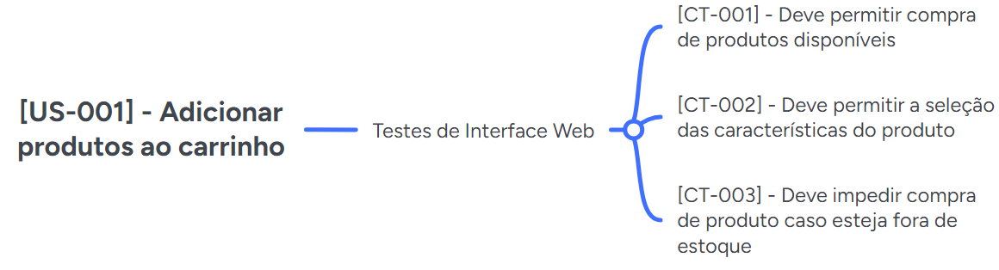 [US-001] - Adicionar
produtos ao carrinho
Testes de Interface Web
[CT-001] - Deve permitir compra
de produtos disponíveis
[CT-002] - Deve permitir a seleção
das características do produto
[CT-003] - Deve impedir compra
de produto caso esteja fora de
estoque